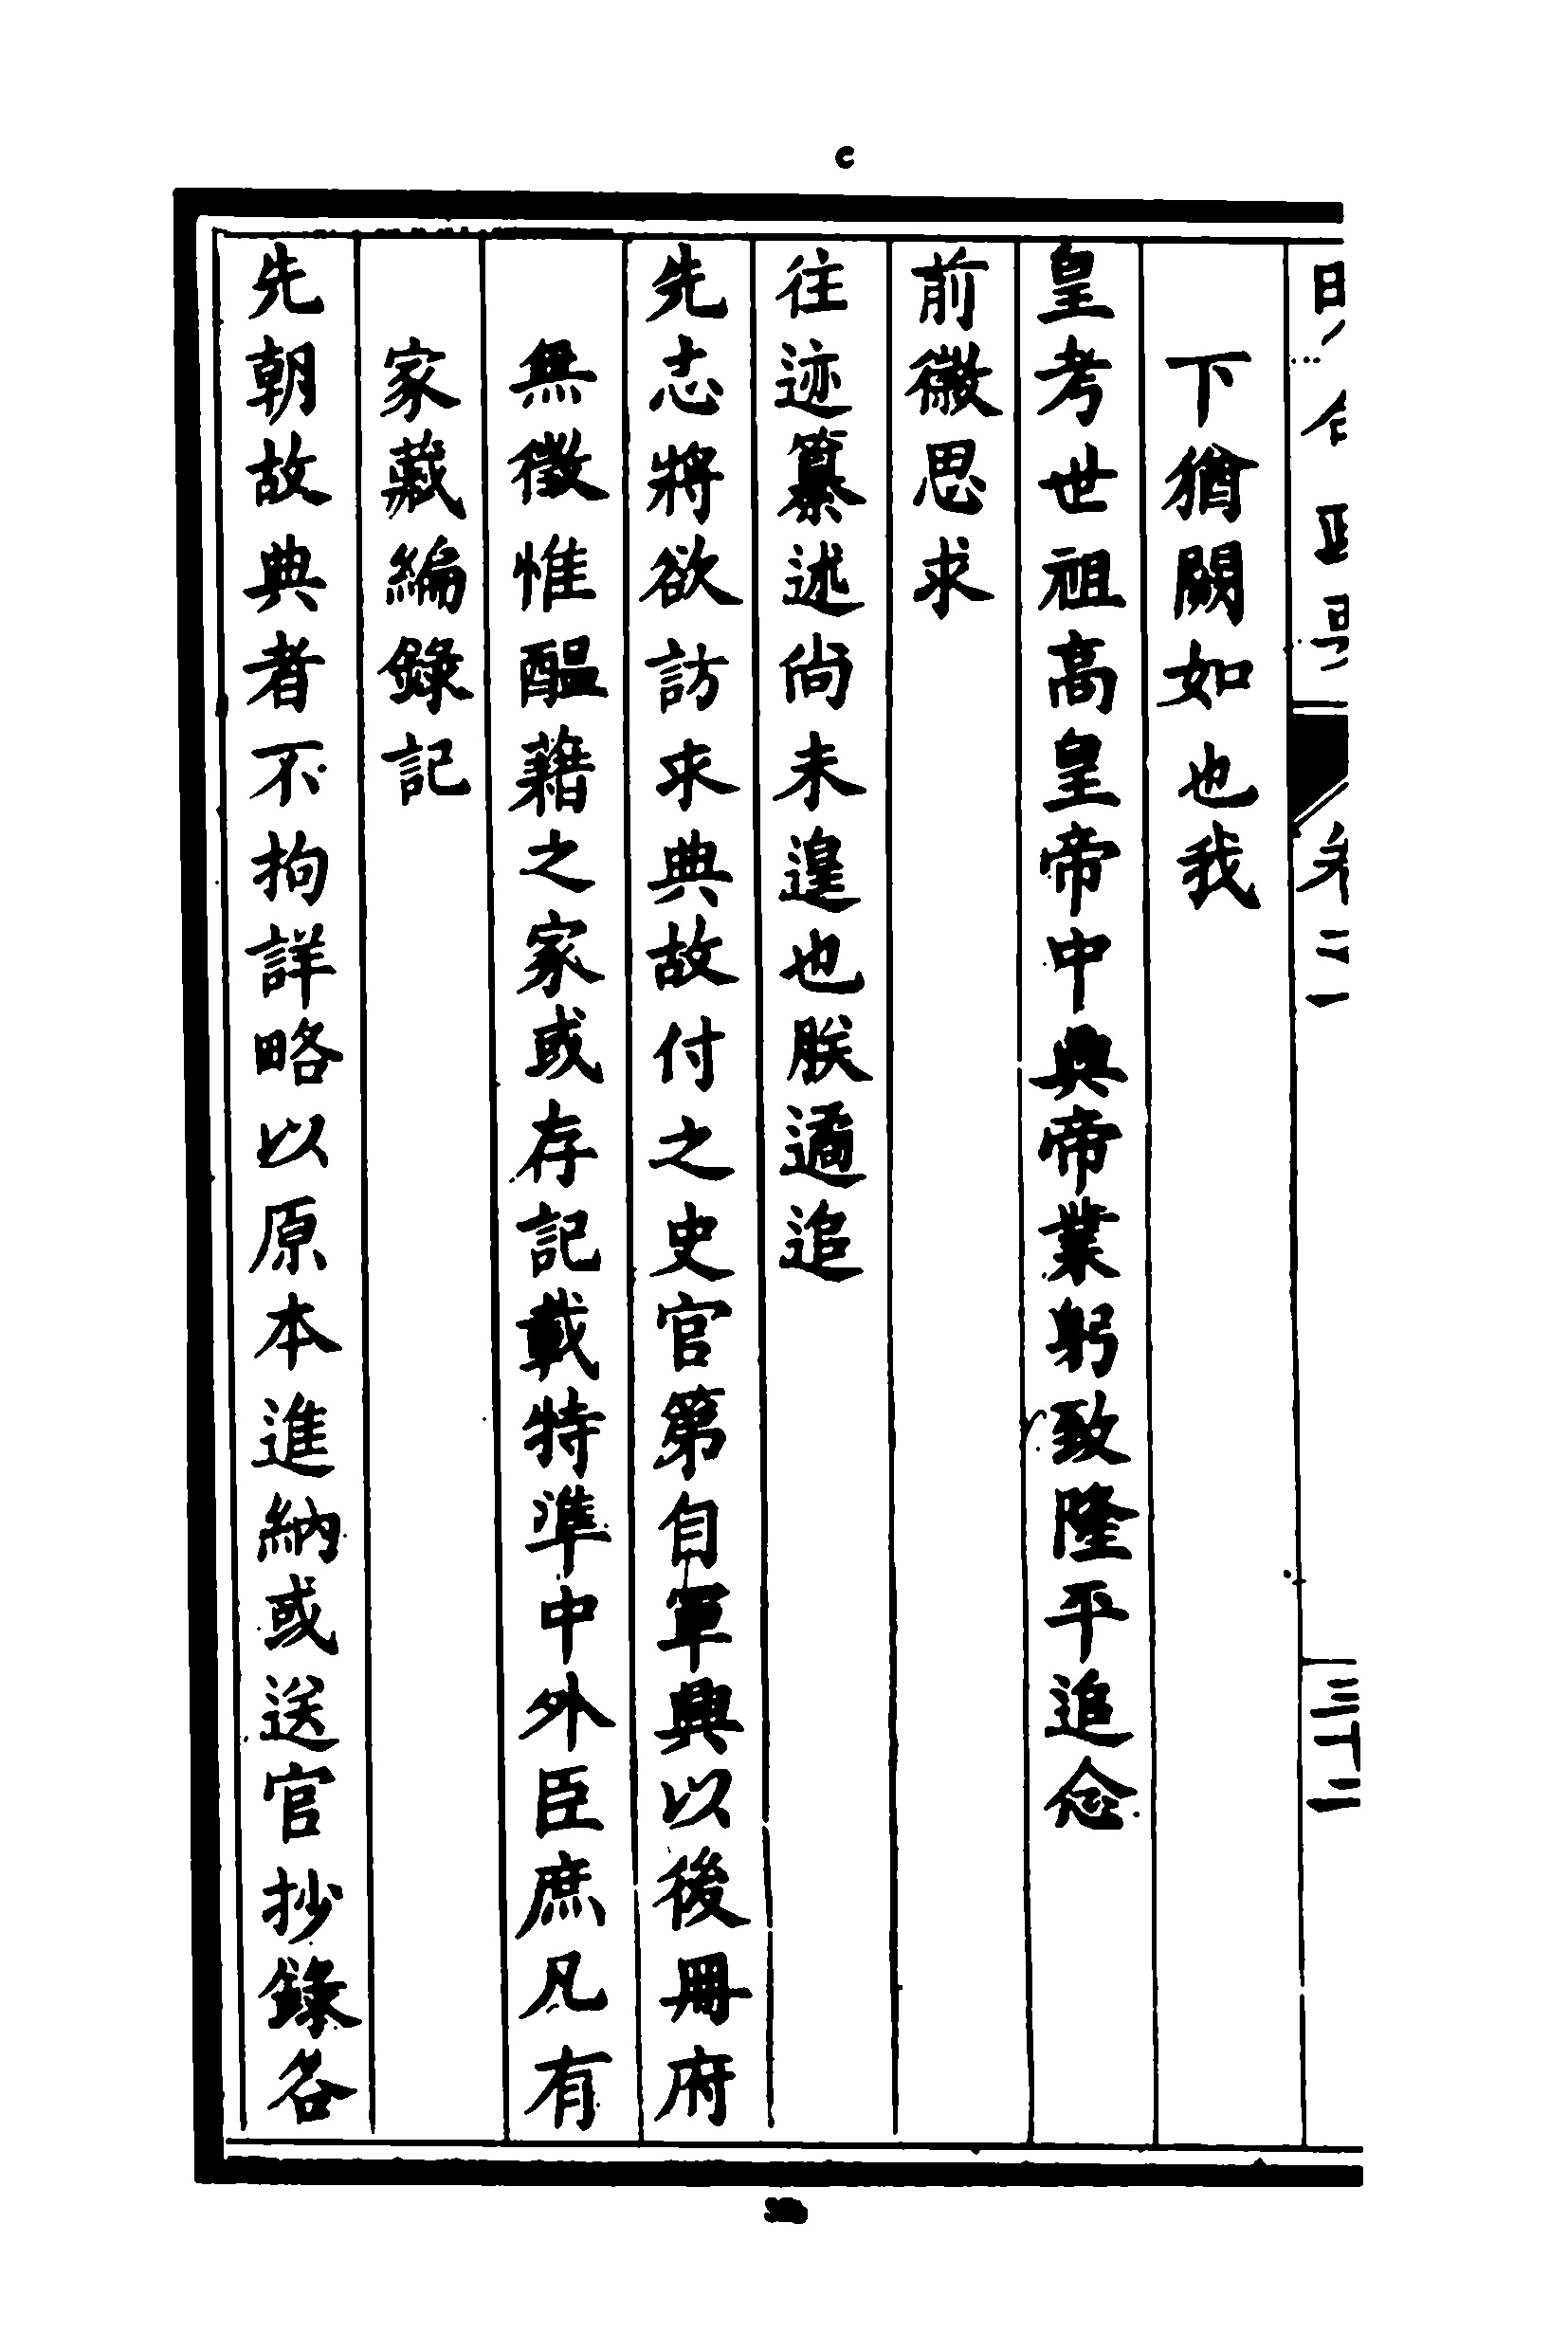 下猶闕如也我
皇考世祖高皇帝中興帝業躬致隆平追念
前徽思求
往迹纂述尚未遑也朕遹追
先志將欲訪求典故付之史官第自軍興以後冊府
無徵惟醞藉之家或存記載特準中外臣庶凡有
家藏編錄記
先朝故典者不拘詳略以原本進納或送官抄錄各